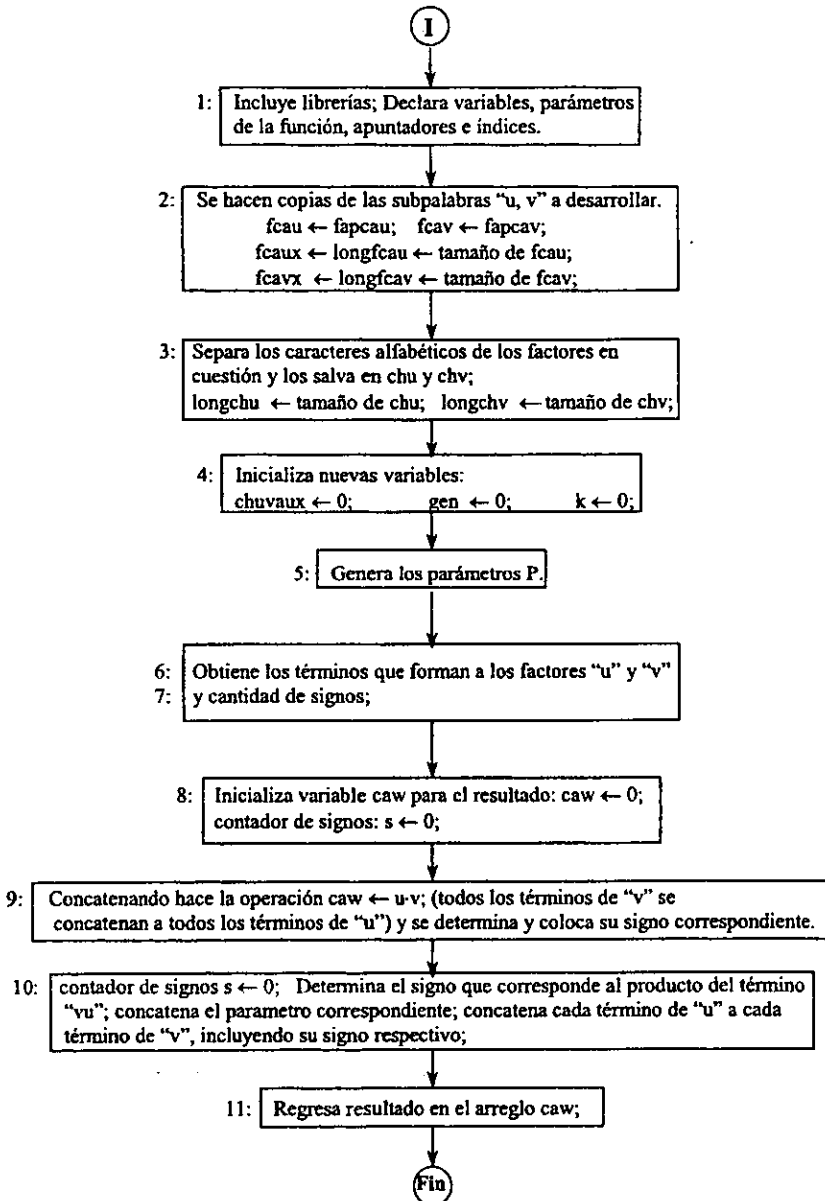 I
1: Incluye librerías; Declara variables, parámetros
de la función, apuntadores e índices.
2: Se hacen copias de las subpalabras “u, v” a desarrollar.
fcau ← fapcau; fcav ← fapcav;
fcaux ← longfcau ← tamaño de fcau;
fcavx ← longfcav ← tamaño de fcav;
3: Separa los caracteres alfabéticos de los factores en
cuestión y los salva en chu y chv;
longchu ← tamaño de chu; longchv ← tamaño de chv;
4: Inicializa nuevas variables:
chuvaux ← 0; gen ← 0; k ← 0;
5: Genera los parámetros P.
6: Obtiene los términos que forman a los factores “u” y “v”
7: y cantidad de signos;
8: Inicializa variable caw para el resultado: caw ← 0;
contador de signos: s ← 0;
9: Concatenando hace la operación caw ← u·v; (todos los términos de “v” se
concatenan a todos los términos de “u”) y se determina y coloca su signo correspondiente.
10: contador de signos s ← 0; Determina el signo que corresponde al producto del término
“vu”; concatena el parametro correspondiente; concatena cada término de “u” a cada
término de “v”, incluyendo su signo respectivo;
11: Regresa resultado en el arreglo caw;
Fin